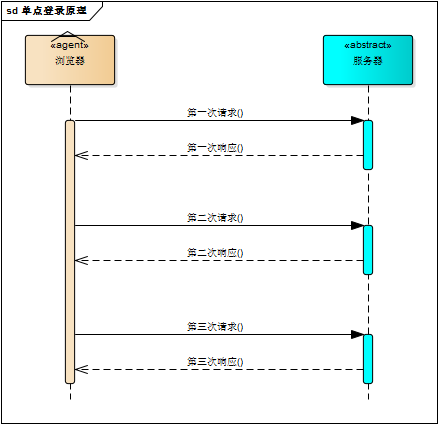 sd 单点登录原理
«agent»
浏览器
«abstract»
服务器
第一次请求()
第一次响应()
第二次请求()
第二次响应()
第三次请求()
第三次响应()